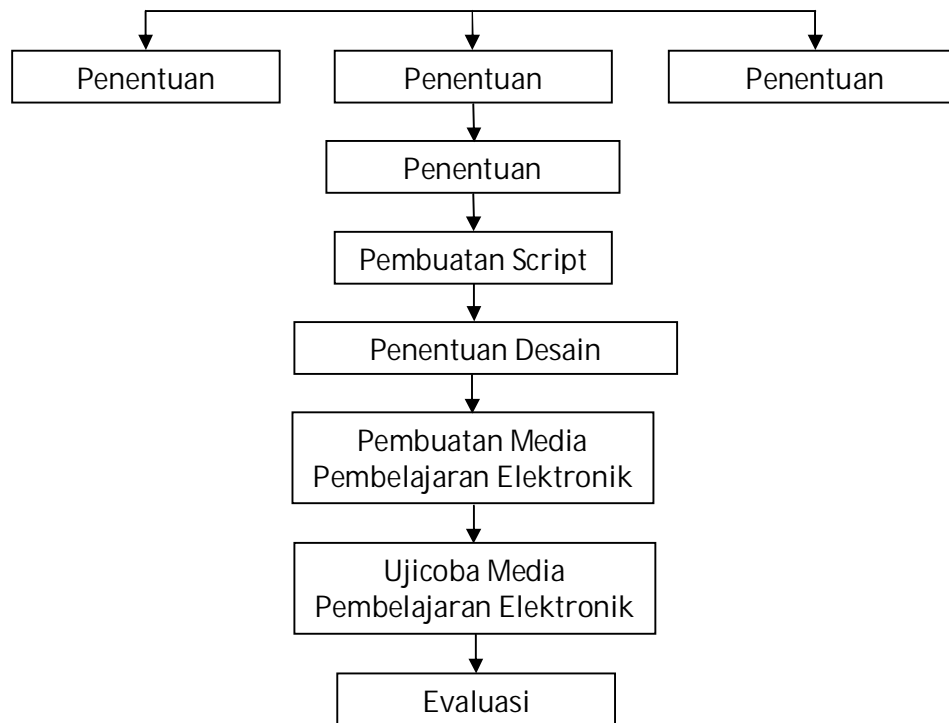 Penentuan
Penentuan
Penentuan
Penentuan
Pembuatan Script
Penentuan Desain
Pembuatan Media
Pembelajaran Elektronik
Ujicoba Media
Pembelajaran Elektronik
Evaluasi